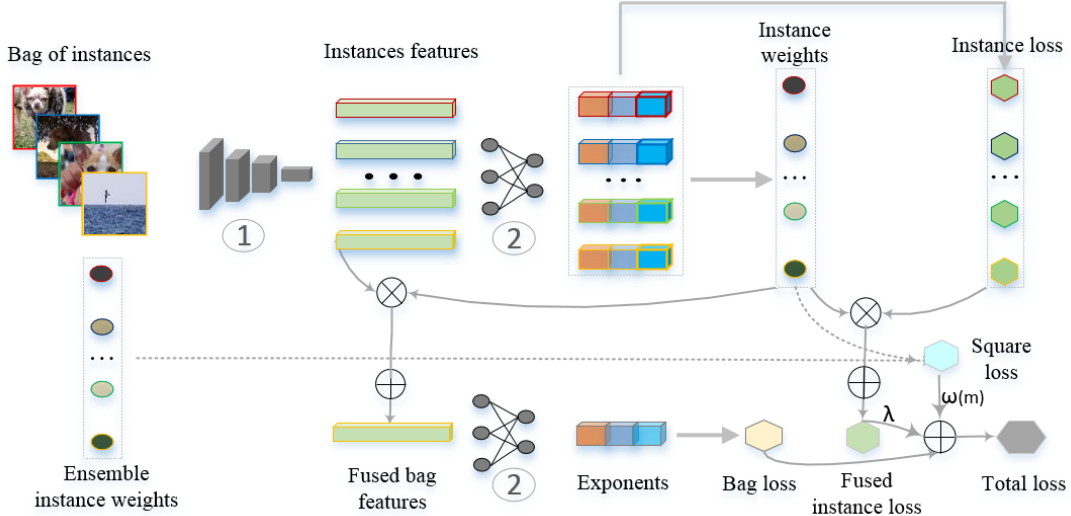 Bag of instances
Instances features
Instance
weights
Instance loss
• • •
• • •
• • •
• • •
1
2
• • •
Square
loss
ω(m)
λ
Ensemble
instance weights
Fused bag
features
2
Exponents
Bag loss
Fused
instance loss
Total loss